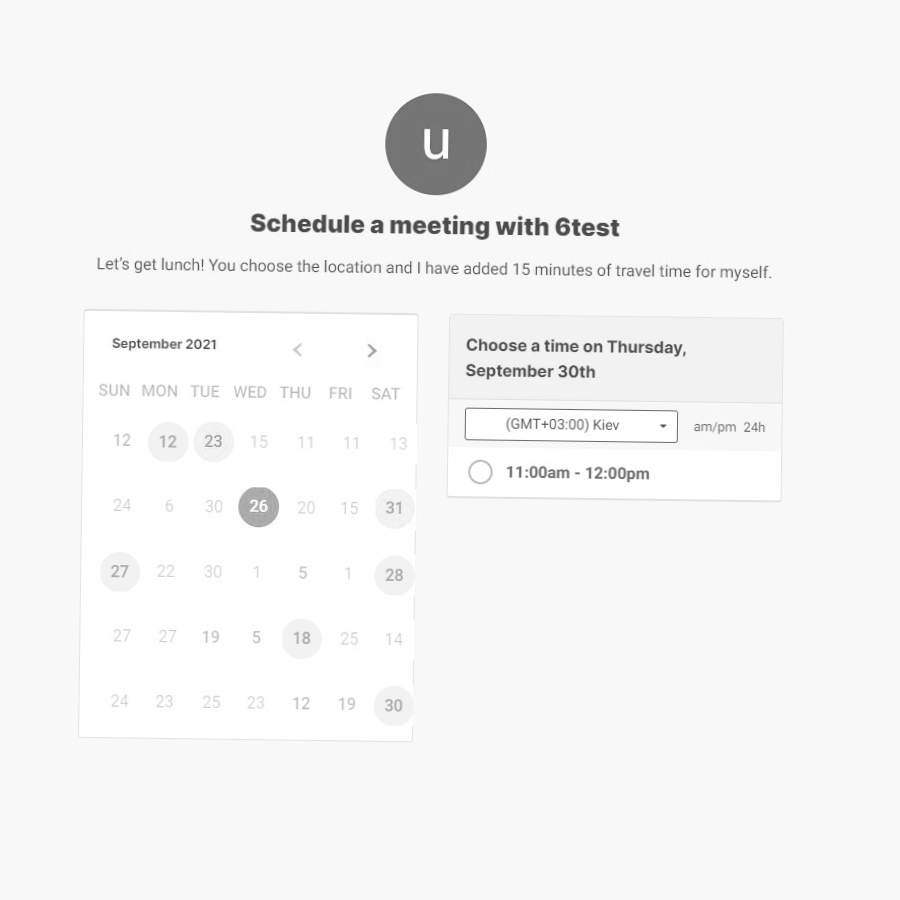 u
Schedule a meeting with 6test
Let's get lunch! You choose the location and I have added 15 minutes of travel time for myself.
September 2021
SUN MON TUE WED THU FRI SAT
12 12 23 15 11 11 13
24 6 30 26 20 15 31
27 22 30 1 5 1 28
27 27 19 5 18 25 14
24 23 25 23 12 19 30
Choose a time on Thursday,
September 30th
(GMT+03:00) Kiev am/pm 24h
11:00am - 12:00pm